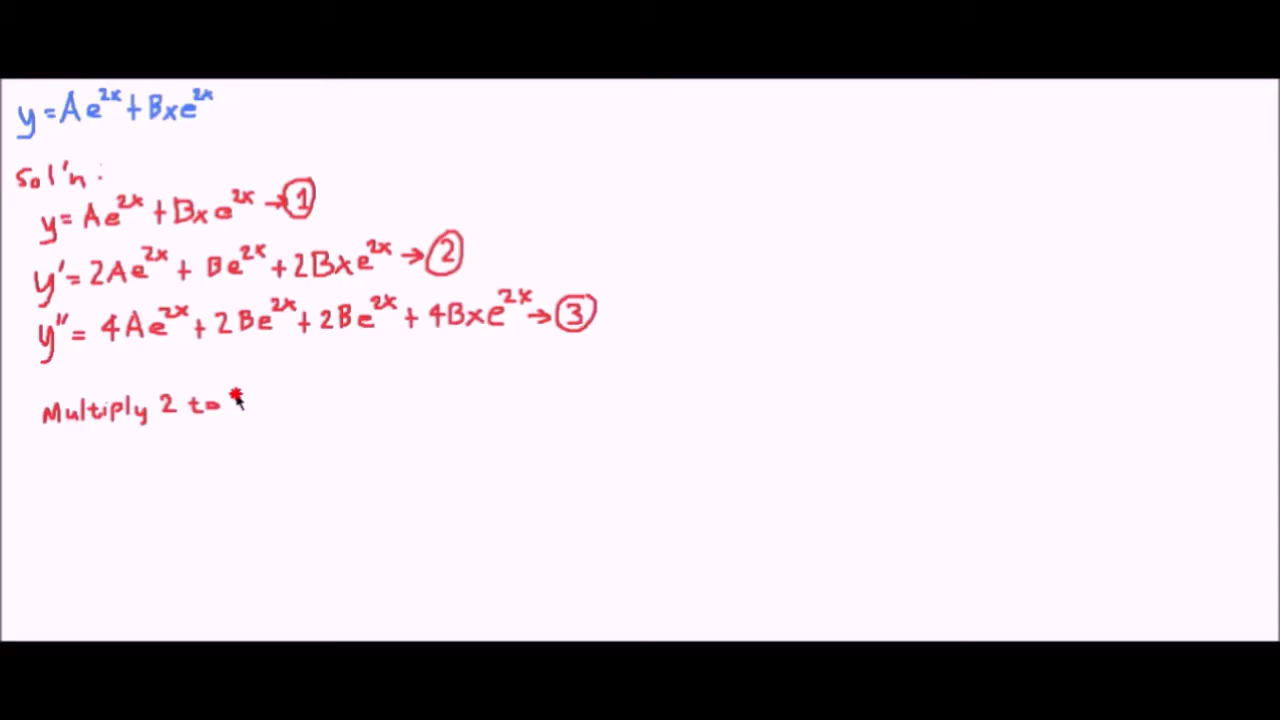 y=Ae^2x+Bxe^2x
Sol'n:
y=Ae^2x+Bxe^2x→①
y'=2Ae^2x+Be^2x+2Bxe^2x→②
y''=4Ae^2x+2Be^2x+2Be^2x+4Bxe^2x→③
Multiply 2 to